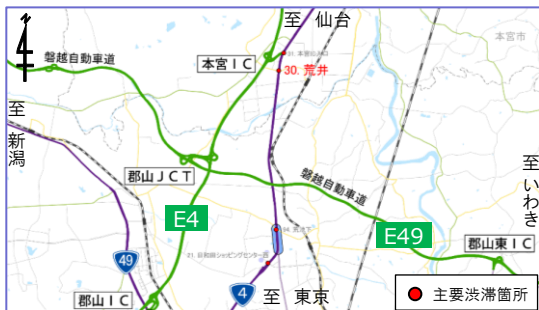 至 仙台
磐越自動車道
本宮IC
本宮市
30. 荒井
至 新潟
郡山JCT
磐越自動車道
至 いわき
E4
E49
49
郡山東IC
郡山IC
4
至 東京
主要渋滞箇所